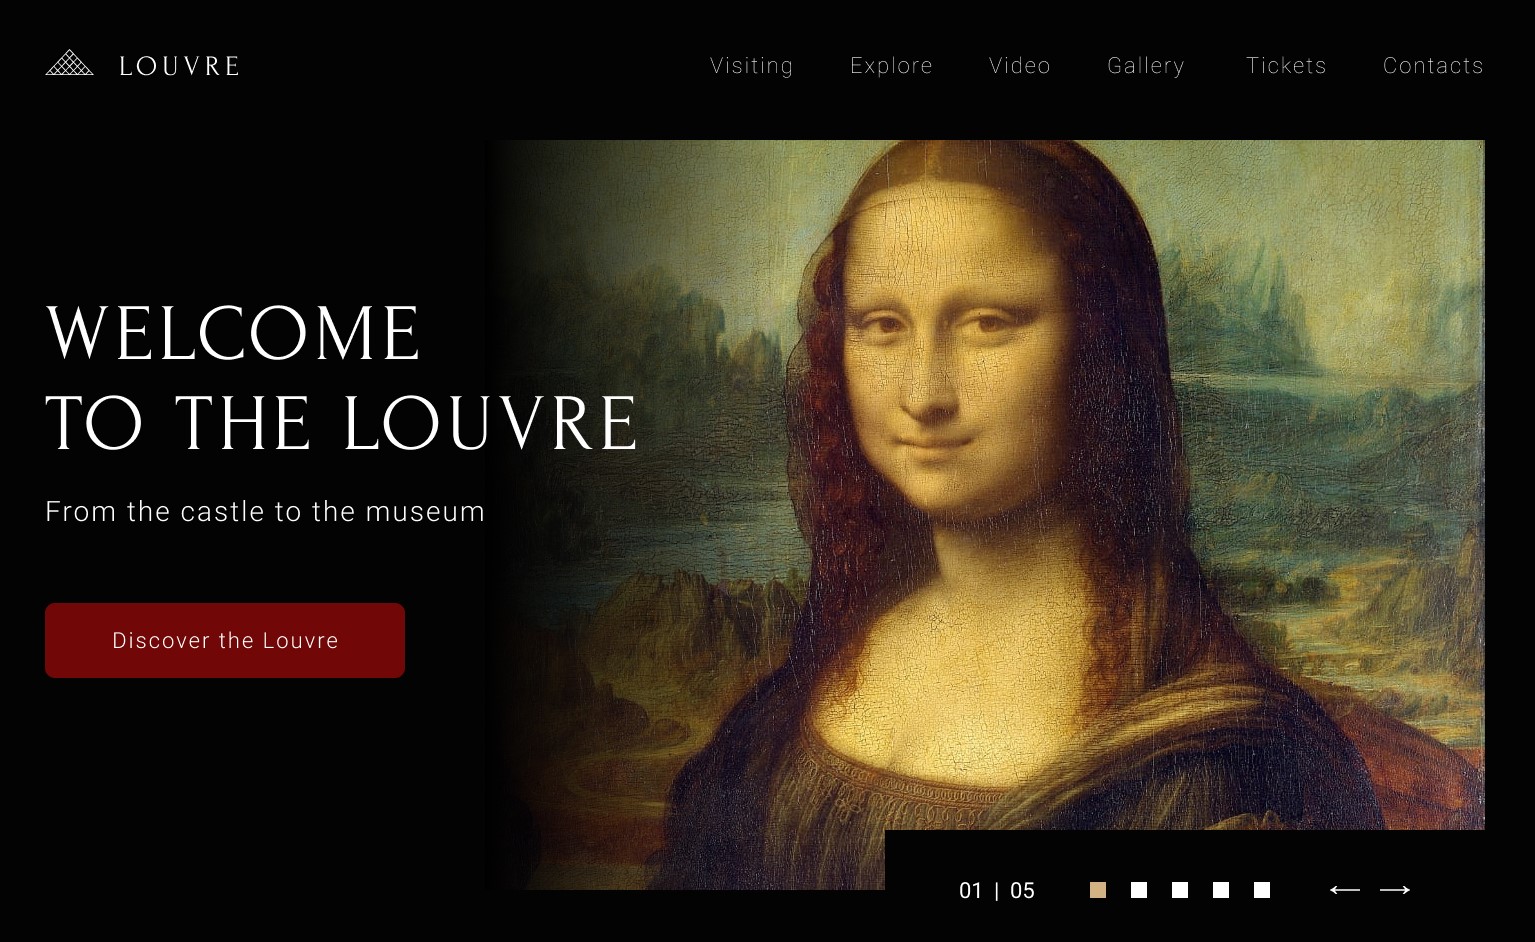 LOUVRE
Visiting Explore Video Gallery Tickets Contacts
WELCOME
TO THE LOUVRE
From the castle to the museum
Discover the Louvre
01 | 05